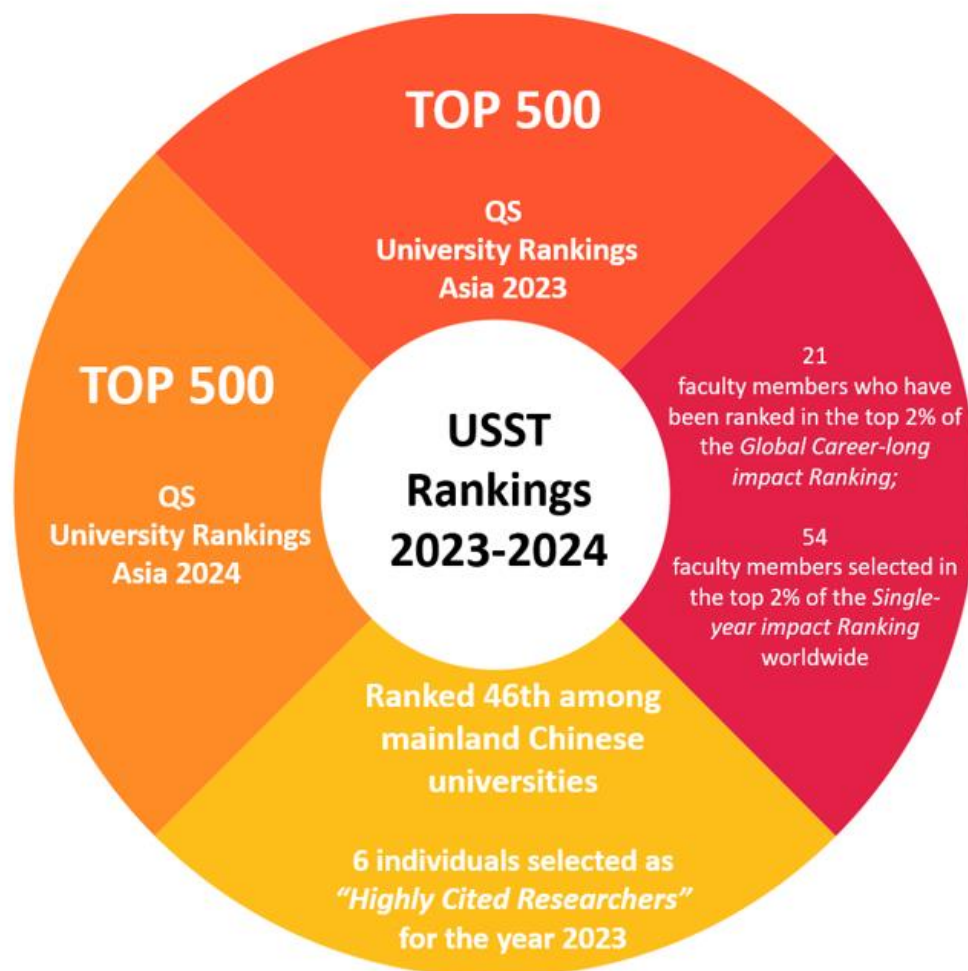 TOP 500
QS
University Rankings
Asia 2023
TOP 500
QS
University Rankings
Asia 2024
USST
Rankings
2023-2024
21
faculty members who have
been ranked in the top 2% of
the Global Career-long
impact Ranking;
54
faculty members selected in
the top 2% of the Single-
year impact Ranking
worldwide
Ranked 46th among
mainland Chinese
universities
6 individuals selected as
“Highly Cited Researchers”
for the year 2023